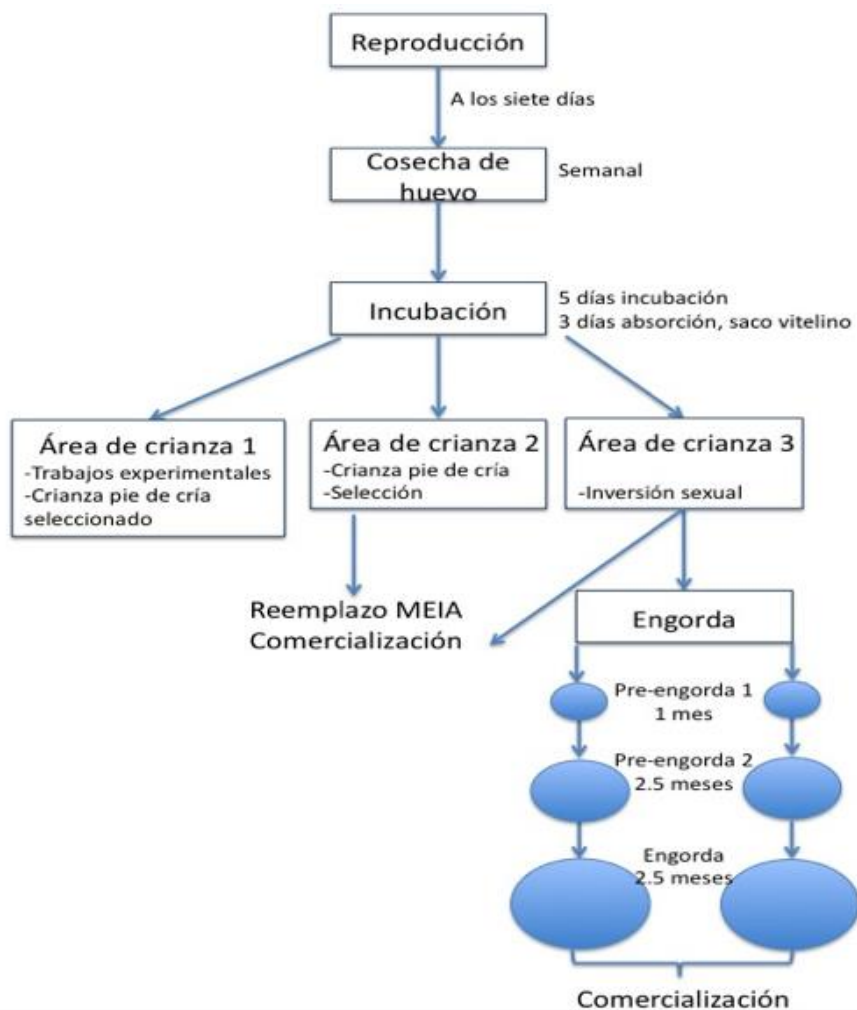 Reproducción
A los siete días
Cosecha de
huevo
Semanal
Incubación
5 días incubación
3 días absorción, saco vitelino
Área de crianza 1
-Trabajos experimentales
-Crianza pie de cría
seleccionado
Área de crianza 2
-Crianza pie de cría
-Selección
Área de crianza 3
-Inversión sexual
Reemplazo MEIA
Comercialización
Engorda
Pre-engorda 1
1 mes
Pre-engorda 2
2.5 meses
Engorda
2.5 meses
Comercialización